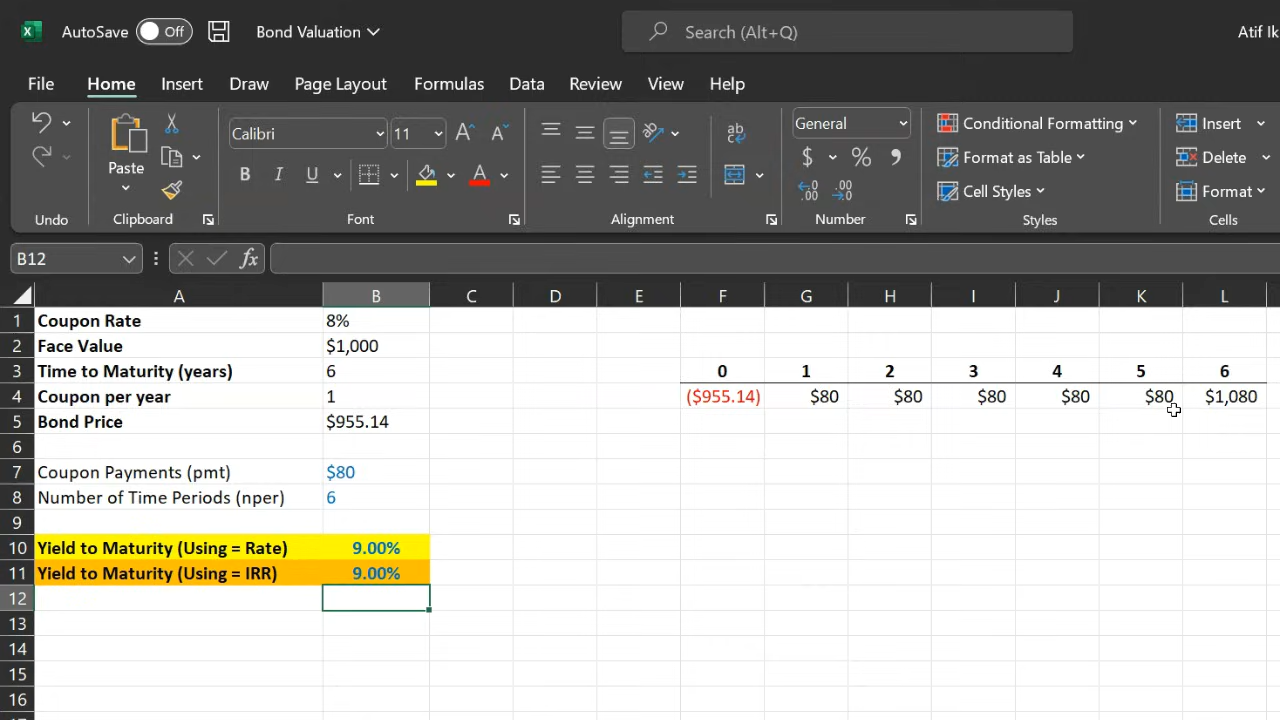 AutoSave Off Bond Valuation Search (Alt+Q) Atif Ik
File Home Insert Draw Page Layout Formulas Data Review View Help
Paste
Calibri 11
General
$ % 9
Conditional Formatting
Format as Table
Cell Styles
Insert
Delete
Format
Undo Clipboard Font Alignment Number Styles Cells
B12 fx
A B C D E F G H I J K L
1 Coupon Rate 8%
2 Face Value $1,000
3 Time to Maturity (years) 6 0 1 2 3 4 5 6
4 Coupon per year 1 ($955.14) $80 $80 $80 $80 $80 $1,080
5 Bond Price $955.14
6
7 Coupon Payments (pmt) $80
8 Number of Time Periods (nper) 6
9
10 Yield to Maturity (Using = Rate) 9.00%
11 Yield to Maturity (Using = IRR) 9.00%
12
13
14
15
16